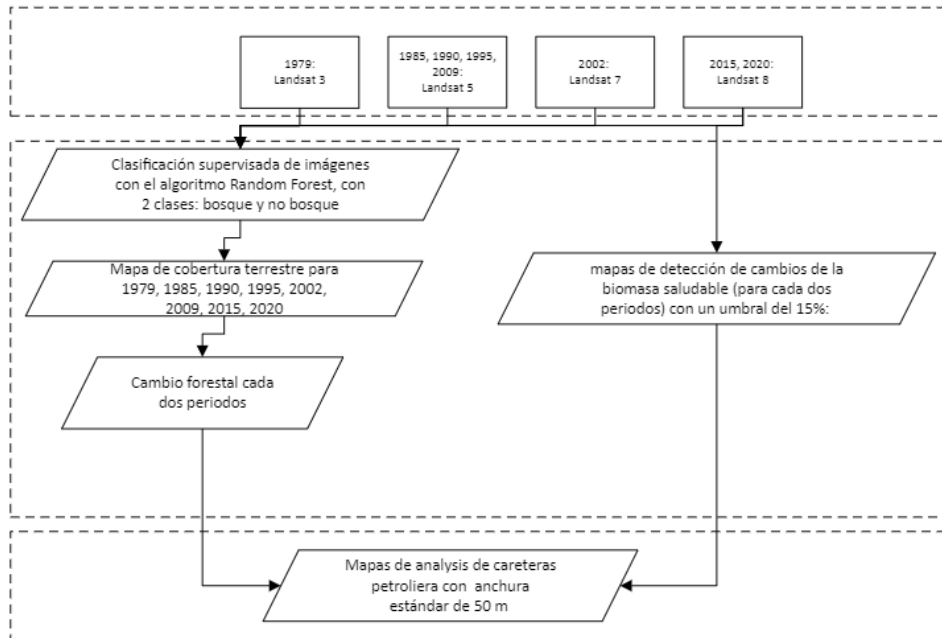 1979:
Landsat 3
1985, 1990, 1995,
2009:
Landsat 5
2002:
Landsat 7
2015, 2020:
Landsat 8
Clasificación supervisada de imágenes
con el algoritmo Random Forest, con
2 clases: bosque y no bosque
Mapa de cobertura terrestre para
1979, 1985, 1990, 1995, 2002,
2009, 2015, 2020
mapas de detección de cambios de la
biomasa saludable (para cada dos
periodos) con un umbral del 15%:
Cambio forestal cada
dos periodos
Mapas de analysis de careteras
petroliera con anchura
estándar de 50 m